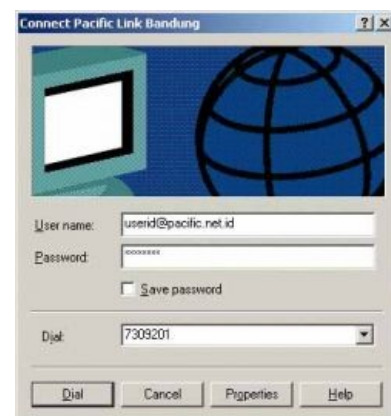 Connect Pacific Link Bandung
User name: userid@pacific.net.id
Password: xxxxxxx
Save password
Dial: 7309201
Dial Cancel Properties Help